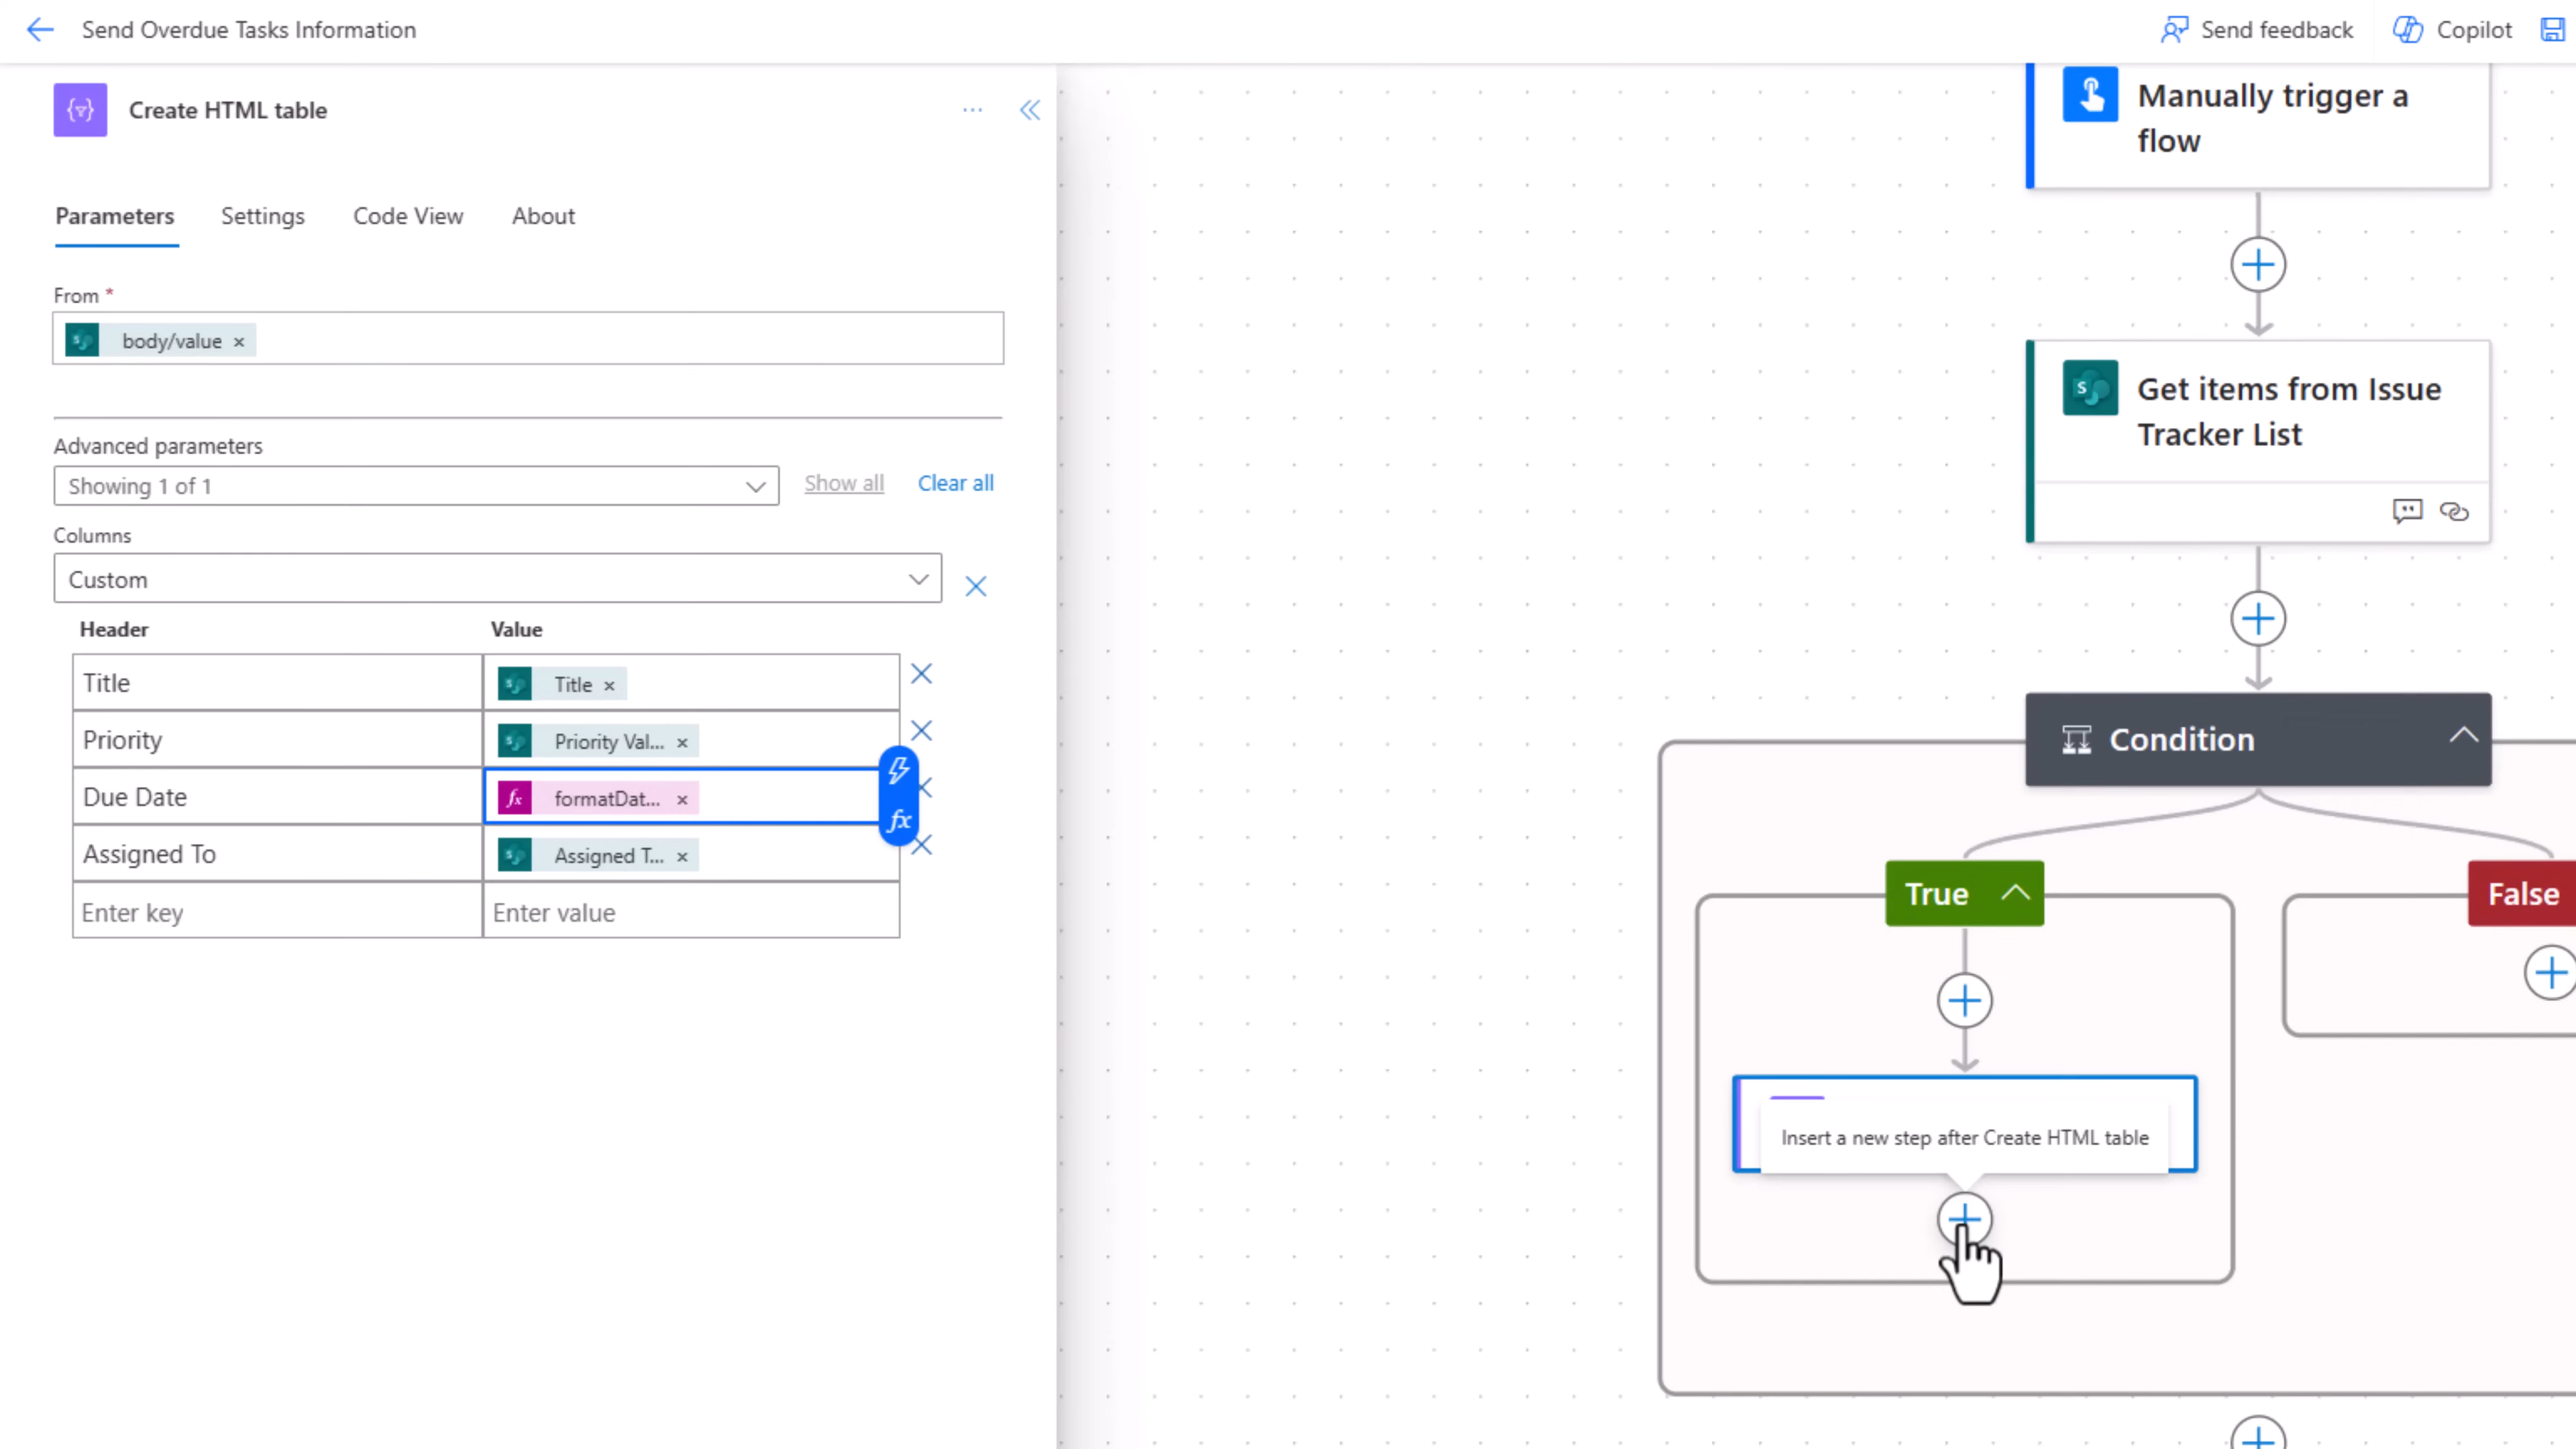 Send Overdue Tasks Information
Send feedback
Copilot
Create HTML table
Parameters
Settings
Code View
About
From *
body/value
Advanced parameters
Showing 1 of 1
Show all
Clear all
Columns
Custom
Header
Value
Title
Title
Priority
Priority Val...
Due Date
fx
formatDat...
fx
Assigned To
Assigned T...
Enter key
Enter value
Manually trigger a
flow
Get items from Issue
Tracker List
Condition
True
False
Insert a new step after Create HTML table